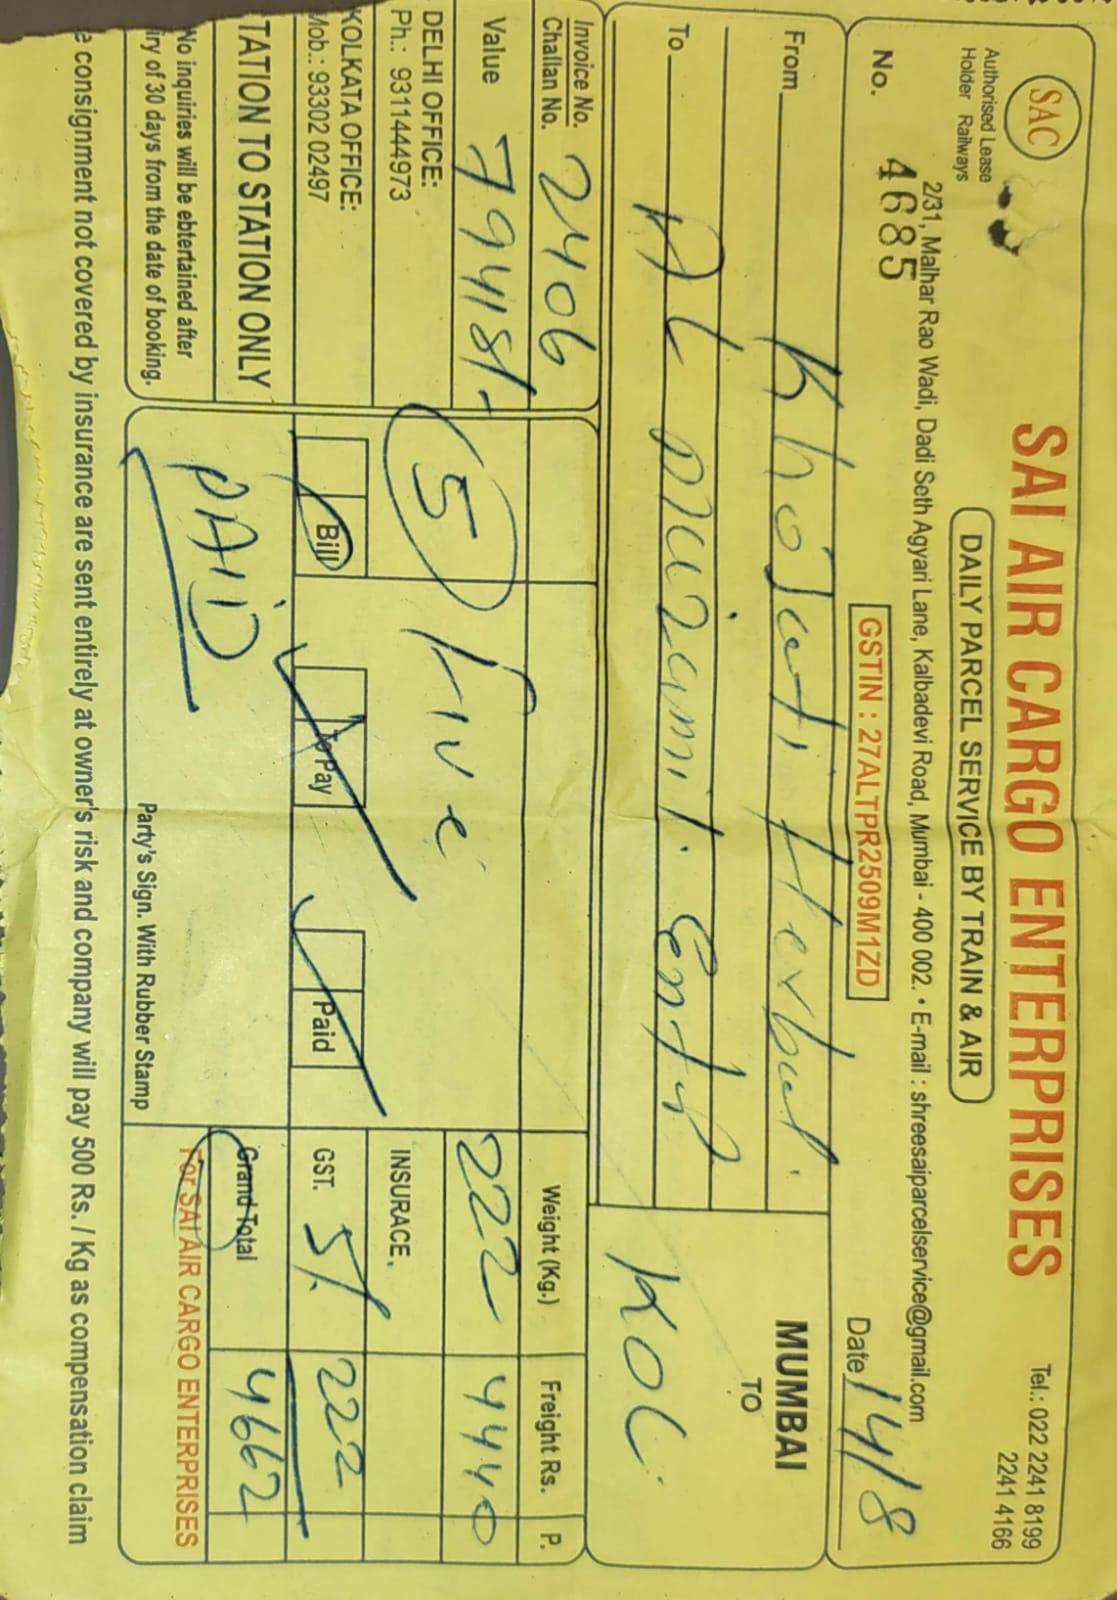 SAC
SAI AIR CARGO ENTERPRISES
Tel.: 022 2241 8199
2241 4166
Authorised Lease
Holder Railways
DAILY PARCEL SERVICE BY TRAIN & AIR
2/31, Malhar Rao Wadi, Dadi Seth Agyari Lane, Kalbadevi Road, Mumbai - 400 002. • E-mail : shreesaiparcelservice@gmail.com
No. 4685
GSTIN : 27ALTPR2509M1ZD
Date 14/8
From Khojati Herbal.
MUMBAI
TO
KOL
To AL
Invoice No.
Challan No. 2406
Weight (Kg.) Freight Rs. P.
Value 79418/-
222 4440
DELHI OFFICE:
Ph.: 9311444973
5 Five
INSURACE.
KOLKATA OFFICE:
Mob.: 93302 02497
Bill To Pay Paid
GST. 5% 222
TATION TO STATION ONLY
PAID
Grand Total 4662
No inquiries will be ebtertained after
iry of 30 days from the date of booking.
Party's Sign. With Rubber Stamp
For SAI AIR CARGO ENTERPRISES
e consignment not covered by insurance are sent entirely at owner's risk and company will pay 500 Rs. / Kg as compensation claim